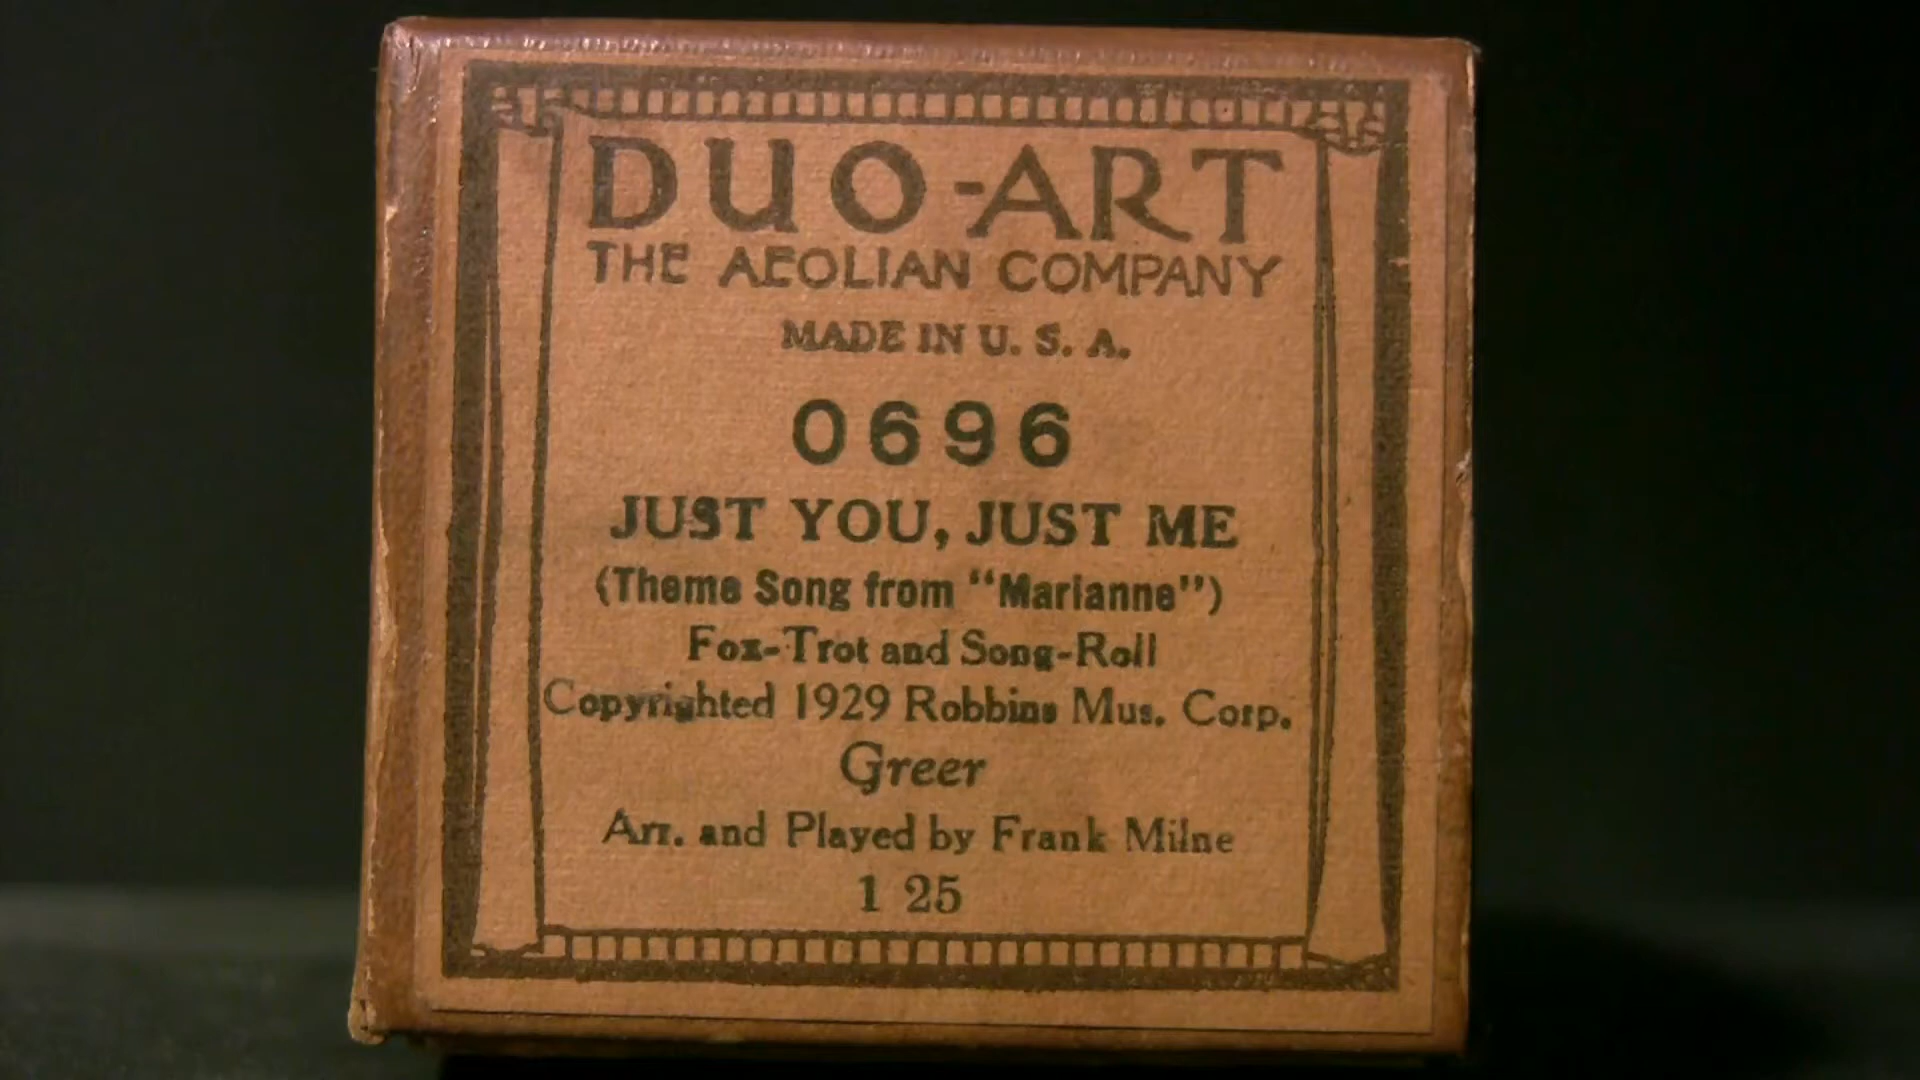 DUO-ART
THE AEOLIAN COMPANY
MADE IN U. S. A.
0696
JUST YOU, JUST ME
(Theme Song from "Marianne")
Fox-Trot and Song-Roll
Copyrighted 1929 Robbins Mus. Corp.
Greer
Arr. and Played by Frank Milne
1 25